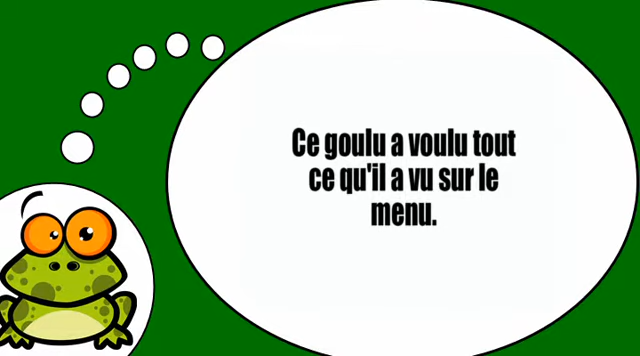 Ce goulu a voulu tout
ce qu'il a vu sur le
menu.